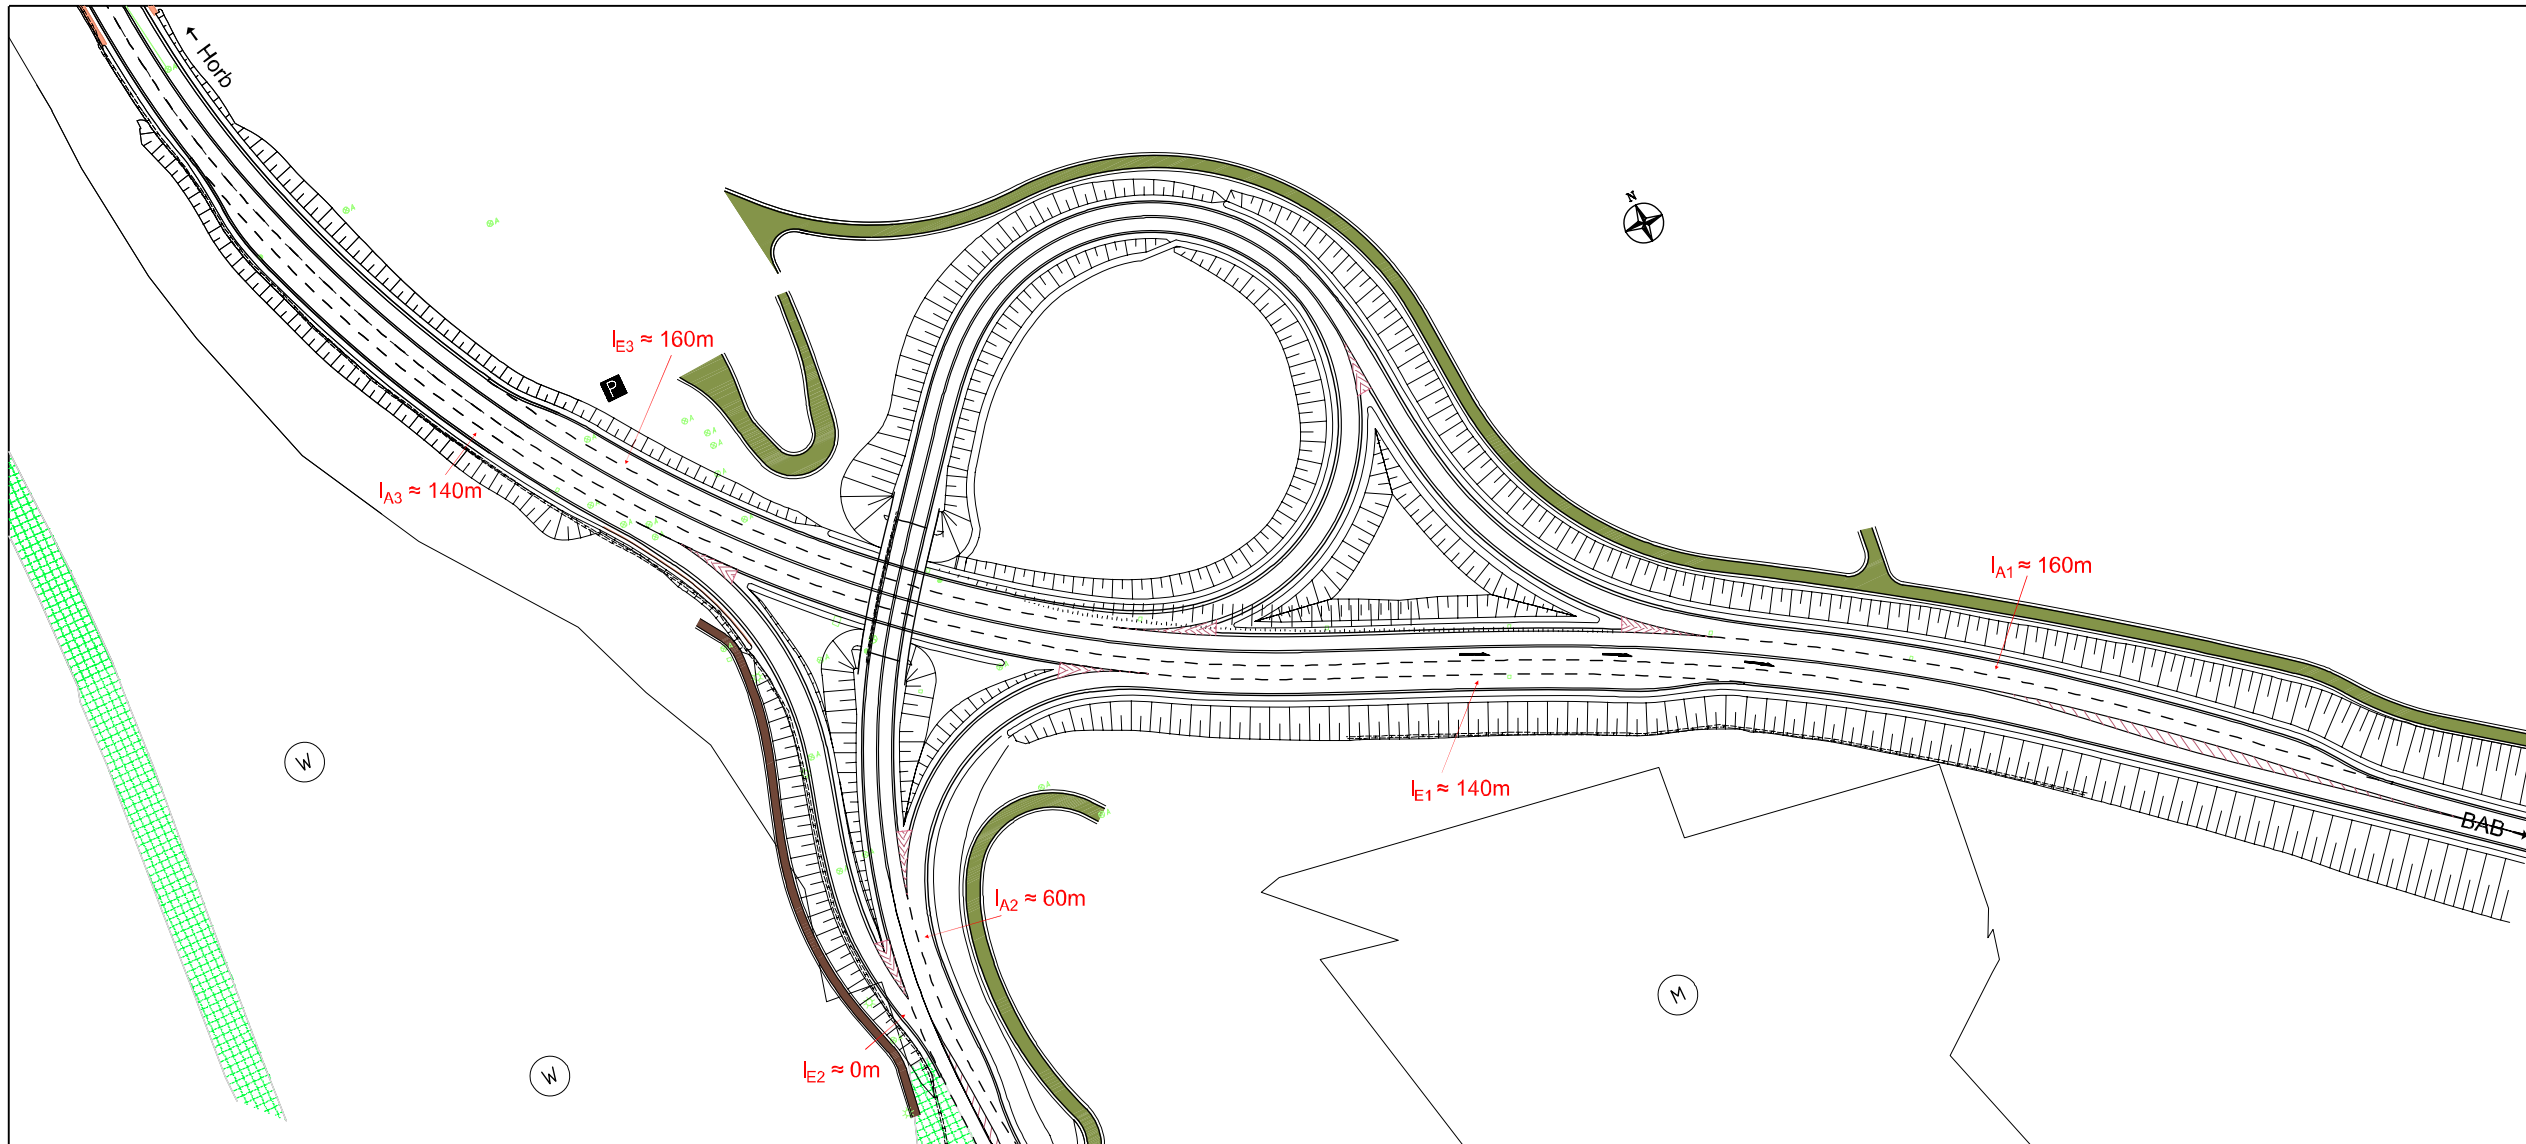 ← Horb
N
lE3 ≈ 160m
P
lA3 ≈ 140m
lA1 ≈ 160m
W
lE1 ≈ 140m
BAB →
lA2 ≈ 60m
M
lE2 ≈ 0m
W